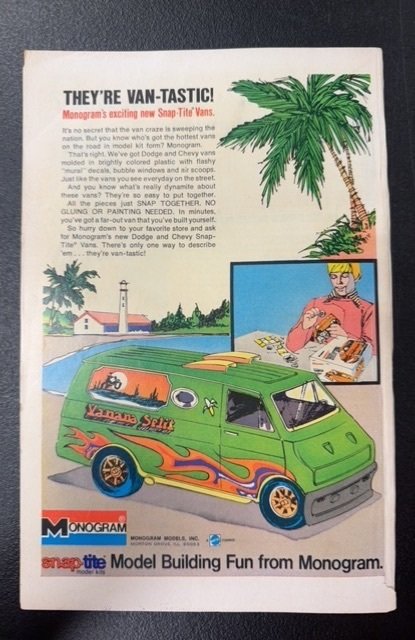 THEY'RE VAN-TASTIC!
Monogram's exciting new Snap-Tite® Vans.
It's no secret that the van craze is sweeping the
nation. But you know who's got the hottest vans
on the road in model kit form? Monogram.
That's right. We've got Dodge and Chevy vans
molded in brightly colored plastic with flashy
"mural" decals, bubble windows and air scoops.
Just like the vans you see everyday on the street.
And you know what's really dynamite about
these vans? They're so easy to put together.
All the pieces just SNAP TOGETHER. NO
GLUING OR PAINTING NEEDED. In minutes,
you've got a far-out van that you've built yourself.
So hurry down to your favorite store and ask
for Monogram's new Dodge and Chevy Snap-
Tite® Vans. There's only one way to describe
'em . . . they're van-tastic!
Vanana Split
MONOGRAM®
MONOGRAM MODELS, INC.
MORTON GROVE, ILL. 60053
snap-tite
model kits
Model Building Fun from Monogram.